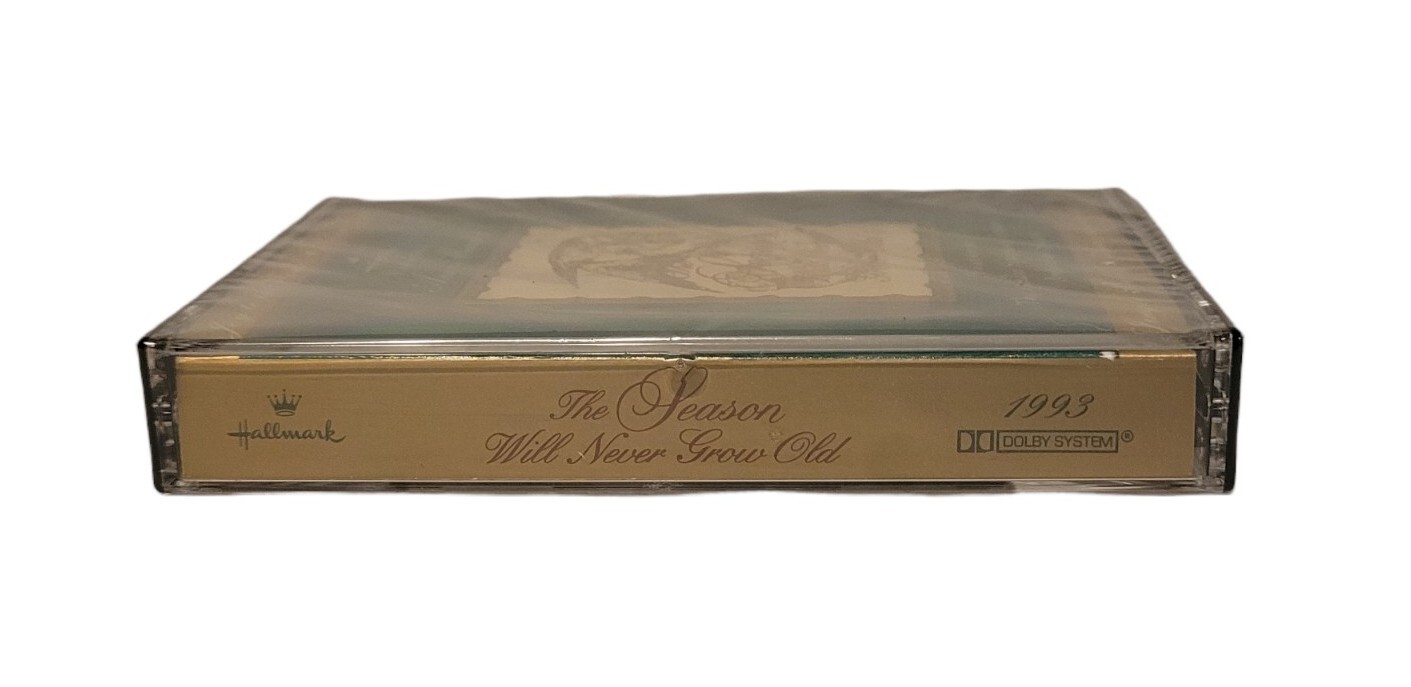 Hallmark
The Season
Will Never Grow Old
1993
DOLBY SYSTEM®